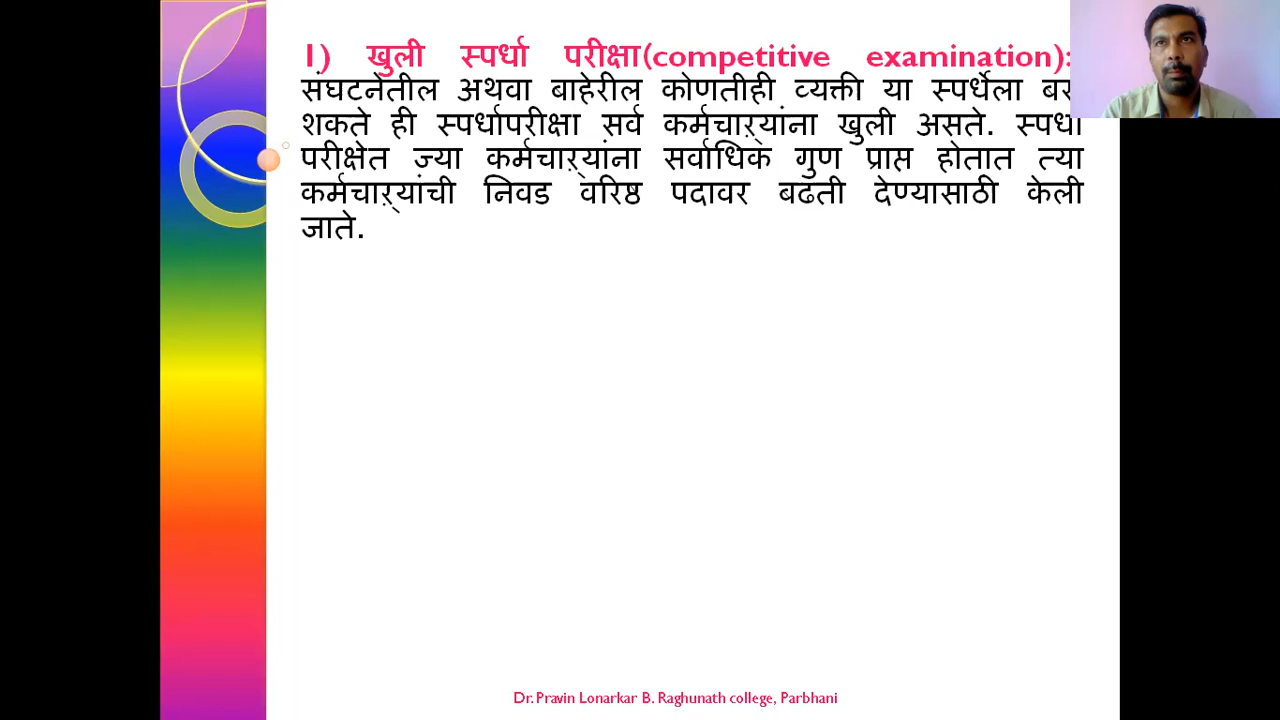 1) खुली स्पर्धा परीक्षा(competitive examination):
संघटनेतील अथवा बाहेरील कोणतीही व्यक्ती या स्पर्धेला
शकते ही स्पर्धापरीक्षा सर्व कर्मचाऱ्यांना खुली असते. स्पर्धा
परीक्षेत ज्या कर्मचाऱ्यांना सर्वाधिक गुण प्राप्त होतात त्या
कर्मचाऱ्यांची निवड वरिष्ठ पदावर बढती देण्यासाठी केली
जाते.
Dr. Pravin Lonarkar B. Raghunath college, Parbhani